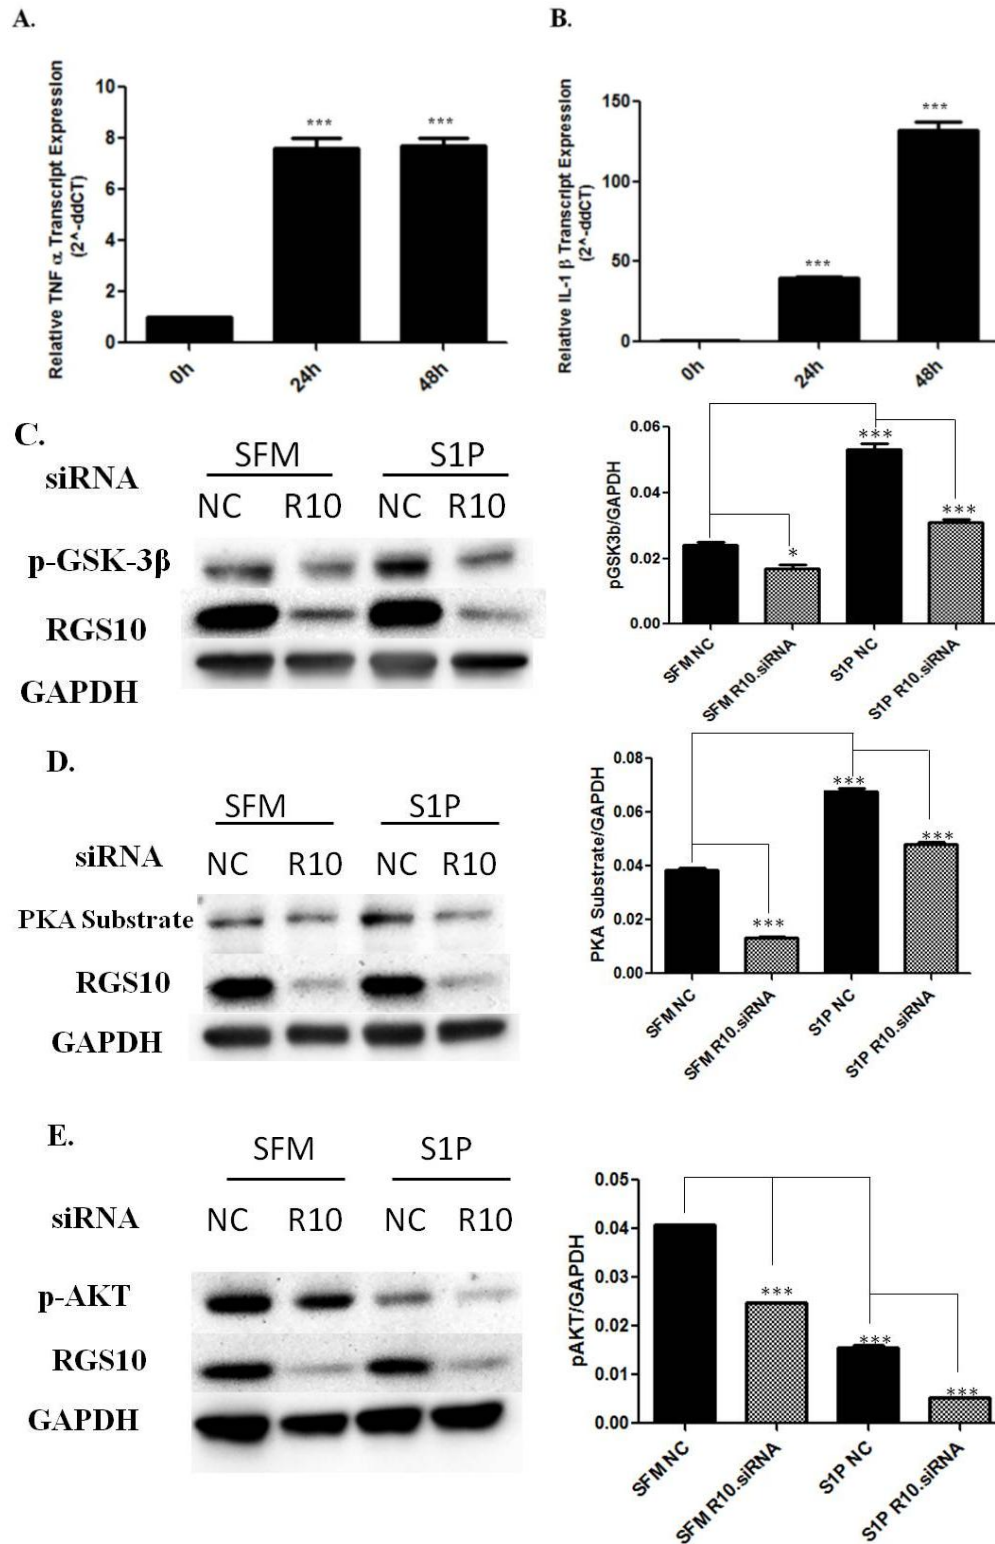 A.
Relative TNF α Transcript Expression
(2^-ddCT)
10
8
6
4
2
0
***
***
0h
24h
48h
B.
Relative IL-1 β Transcript Expression
(2^-ddCT)
150
100
50
0
***
***
0h
24h
48h
C.
siRNA
SFM
S1P
NC
R10
NC
R10
p-GSK-3β
RGS10
GAPDH
pGSK3b/GAPDH
0.06
0.04
0.02
0.00
*
***
***
SFM NC
SFM R10.siRNA
S1P NC
S1P R10.siRNA
D.
siRNA
SFM
S1P
NC
R10
NC
R10
PKA Substrate
RGS10
GAPDH
PKA Substrate/GAPDH
0.08
0.06
0.04
0.02
0.00
***
***
***
SFM NC
SFM R10.siRNA
S1P NC
S1P R10.siRNA
E.
siRNA
SFM
S1P
NC
R10
NC
R10
p-AKT
RGS10
GAPDH
pAKT/GAPDH
0.05
0.04
0.03
0.02
0.01
0.00
***
***
***
SFM NC
SFM R10.siRNA
S1P NC
S1P R10.siRNA